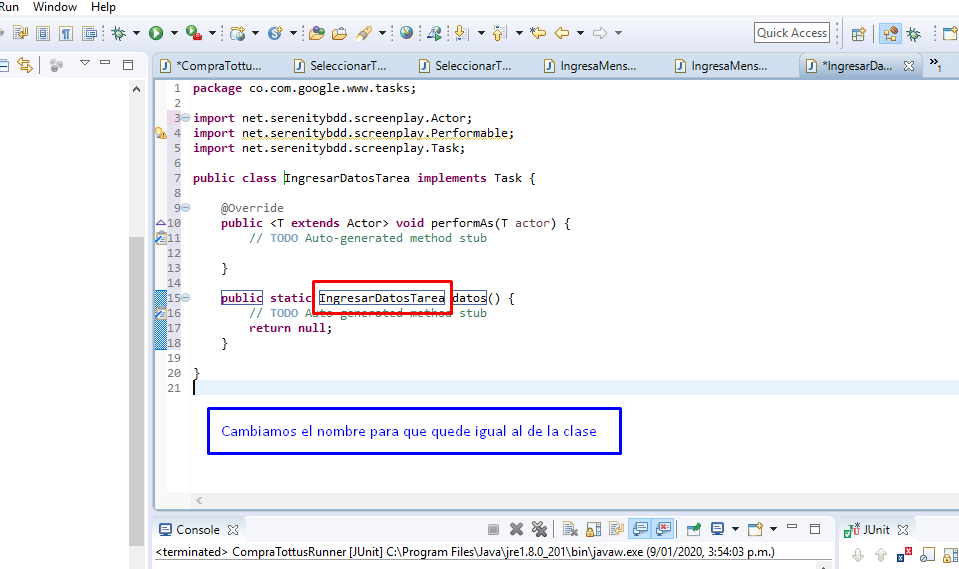 Run Window Help
Quick Access
*CompraTottu... SeleccionarT... SeleccionarT... IngresaMens... IngresaMens... *IngresarDa... »1
1 package co.com.google.www.tasks;
2
3 import net.serenitybdd.screenplay.Actor;
4 import net.serenitybdd.screenplay.Performable;
5 import net.serenitybdd.screenplay.Task;
6
7 public class IngresarDatosTarea implements Task {
8
9 @Override
10 public <T extends Actor> void performAs(T actor) {
11 // TODO Auto-generated method stub
12
13 }
14
15 public static IngresarDatosTarea datos() {
16 // TODO Auto-generated method stub
17 return null;
18 }
19
20 }
21
Cambiamos el nombre para que quede igual al de la clase
Console
JUnit
<terminated> CompraTottusRunner [JUnit] C:\Program Files\Java\jre1.8.0_201\bin\javaw.exe (9/01/2020, 3:54:03 p.m.)